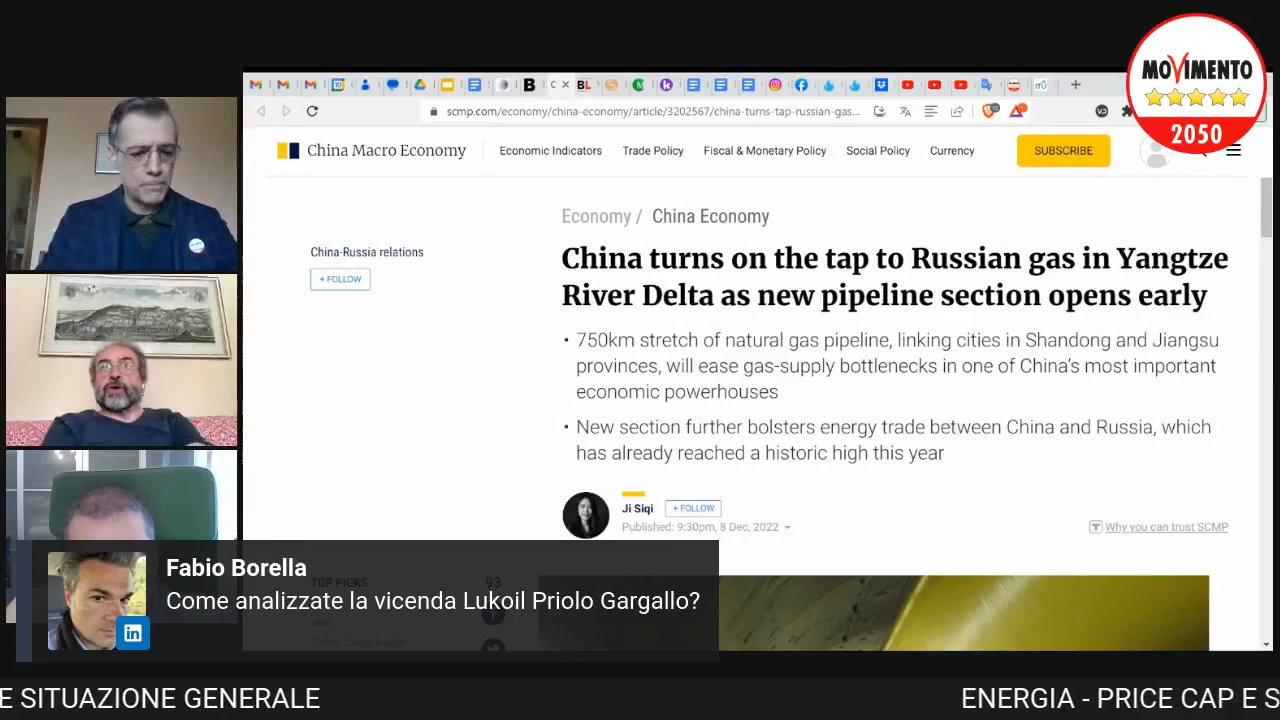 MOVIMENTO
2050
scmp.com/economy/china-economy/article/3202567/china-turns-tap-russian-gas...
China Macro Economy
Economic Indicators
Trade Policy
Fiscal & Monetary Policy
Social Policy
Currency
SUBSCRIBE
Economy / China Economy
China-Russia relations
+ FOLLOW
China turns on the tap to Russian gas in Yangtze
River Delta as new pipeline section opens early
• 750km stretch of natural gas pipeline, linking cities in Shandong and Jiangsu
provinces, will ease gas-supply bottlenecks in one of China's most important
economic powerhouses
• New section further bolsters energy trade between China and Russia, which
has already reached a historic high this year
Ji Siqi
+ FOLLOW
Published: 9:30pm, 8 Dec, 2022
Why you can trust SCMP
TOP PICKS
93
Fabio Borella
Come analizzate la vicenda Lukoil Priolo Gargallo?
in
E SITUAZIONE GENERALE
ENERGIA - PRICE CAP E S